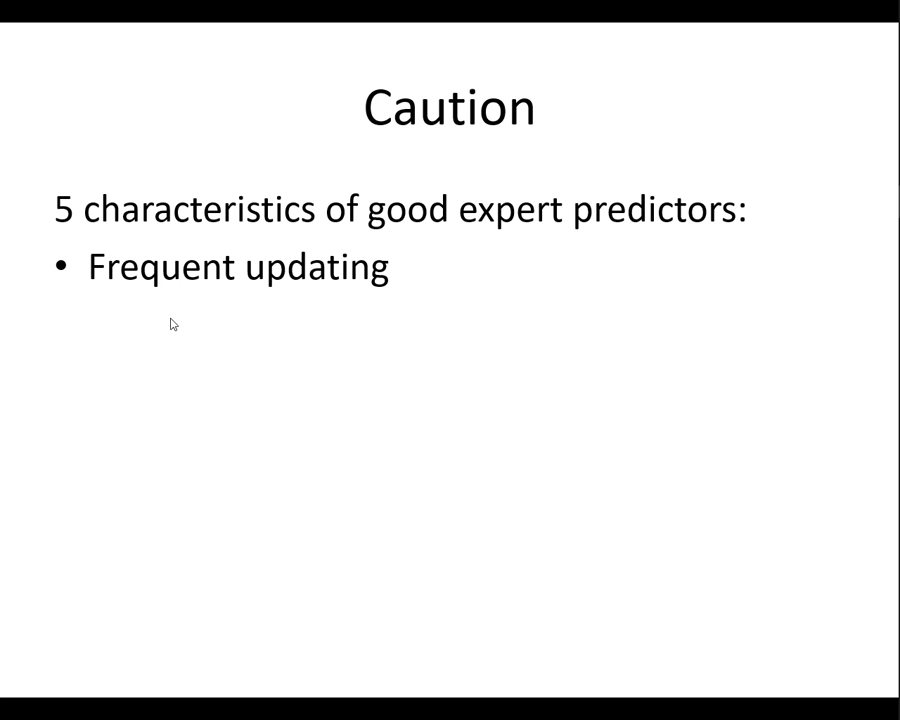 Caution
5 characteristics of good expert predictors:
• Frequent updating